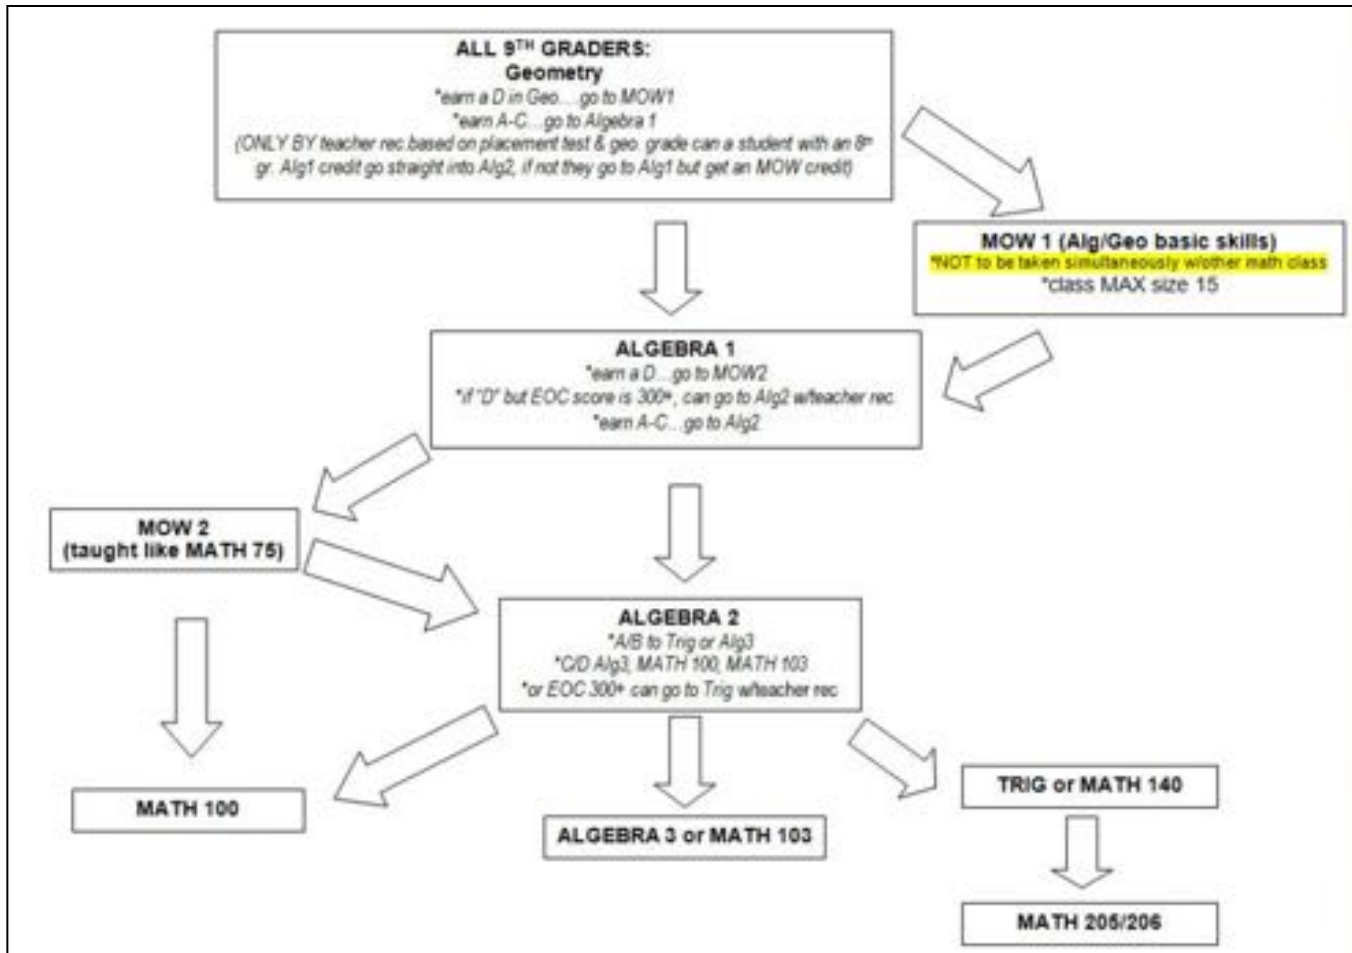 ALL 9TH GRADERS:
Geometry
*earn a D in Geo....go to MOW1
*earn A-C...go to Algebra 1
(ONLY BY teacher rec.based on placement test & geo. grade can a student with an 8th
gr. Alg1 credit go straight into Alg2, if not they go to Alg1 but get an MOW credit)
MOW 1 (Alg/Geo basic skills)
*NOT to be taken simultaneously w/other math class
*class MAX size 15
ALGEBRA 1
*earn a D...go to MOW2
*if "D" but EOC score is 300+, can go to Alg2 w/teacher rec
*earn A-C...go to Alg2
MOW 2
(taught like MATH 75)
ALGEBRA 2
*A/B to Trig or Alg3
*C/D Alg3, MATH 100, MATH 103
*or EOC 300+ can go to Trig w/teacher rec
MATH 100
ALGEBRA 3 or MATH 103
TRIG or MATH 140
MATH 205/206